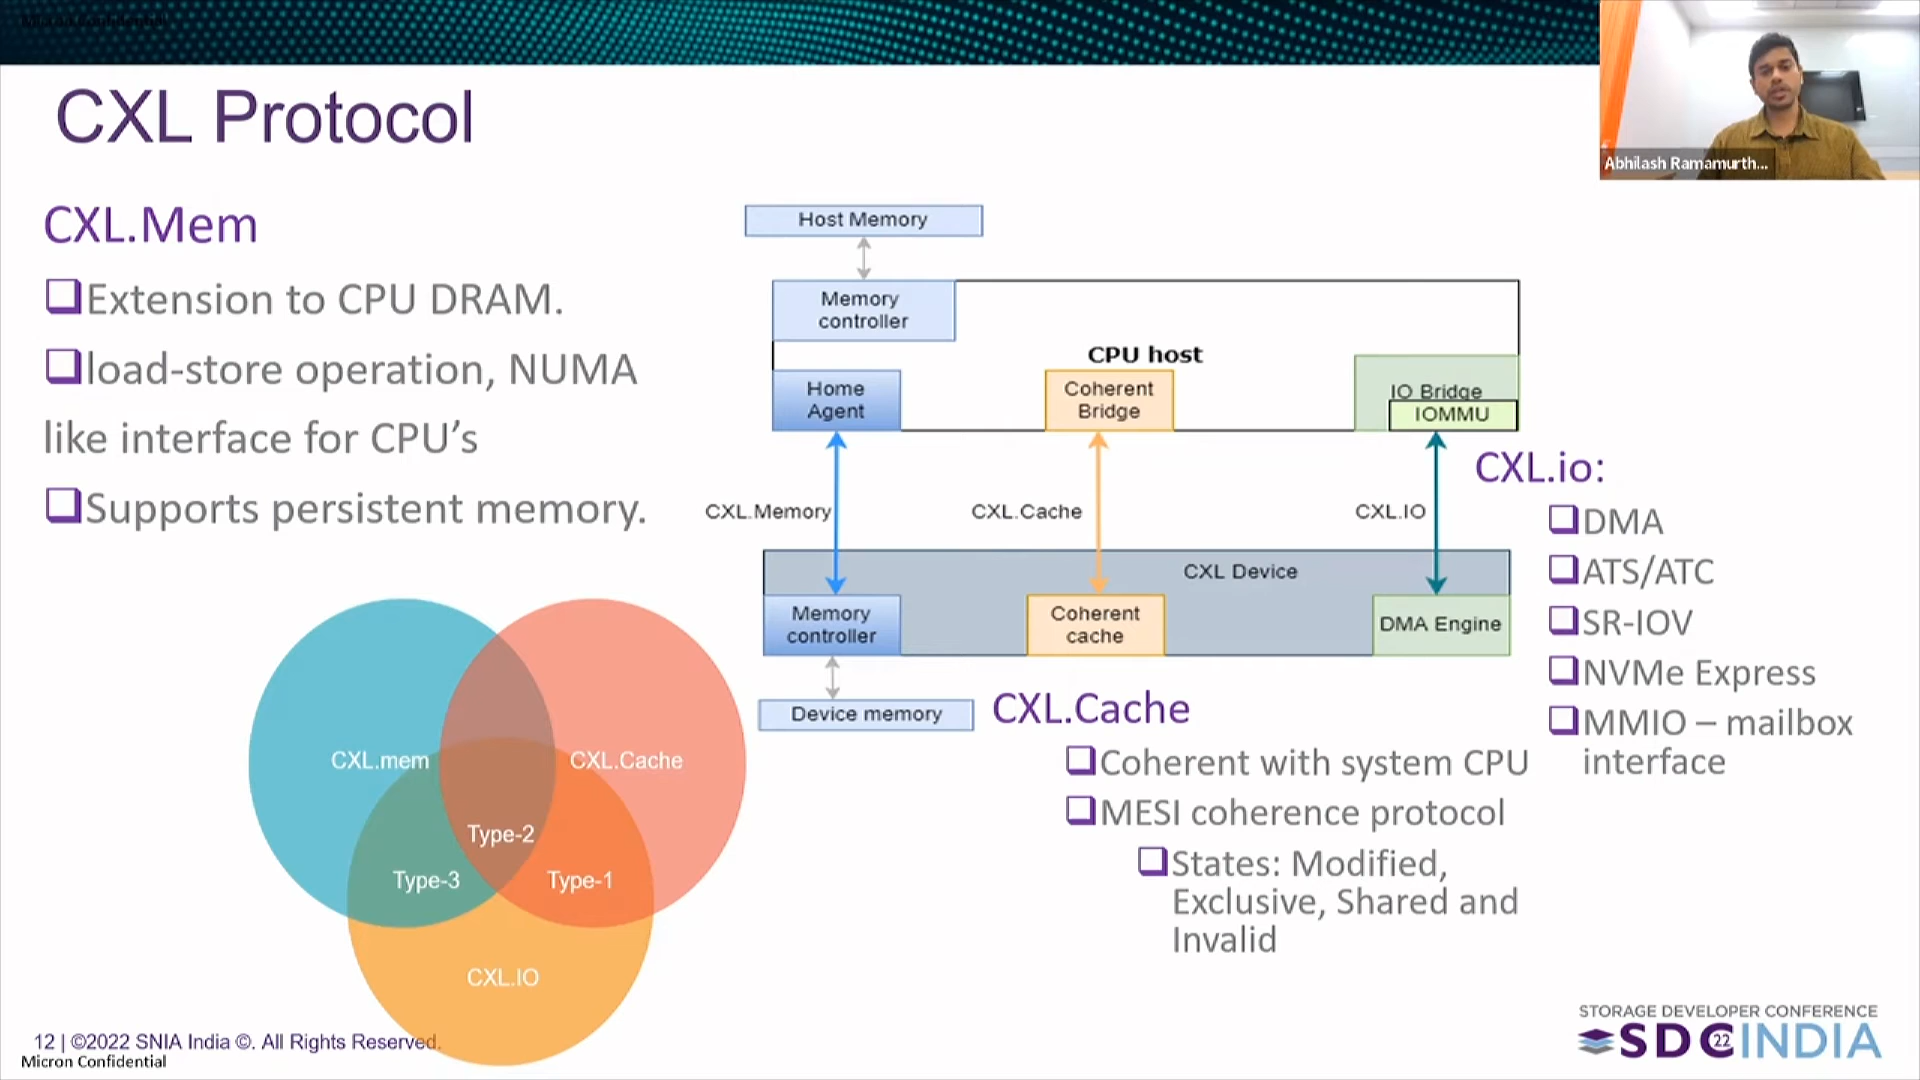 CXL Protocol
Abhilash Ramamurth...
CXL.Mem
Extension to CPU DRAM.
load-store operation, NUMA
like interface for CPU’s
Supports persistent memory.
Host Memory
Memory
controller
CPU host
Home
Agent
Coherent
Bridge
IO Bridge
IOMMU
CXL.Memory
CXL.Cache
CXL.IO
CXL Device
Memory
controller
Coherent
cache
DMA Engine
Device memory
CXL.io:
DMA
ATS/ATC
SR-IOV
NVMe Express
MMIO – mailbox
interface
CXL.Cache
Coherent with system CPU
MESI coherence protocol
States: Modified,
Exclusive, Shared and
Invalid
CXL.mem
CXL.Cache
Type-2
Type-3
Type-1
CXL.IO
12 | ©2022 SNIA India ©. All Rights Reserved.
Micron Confidential
STORAGE DEVELOPER CONFERENCE
SDC 22 INDIA